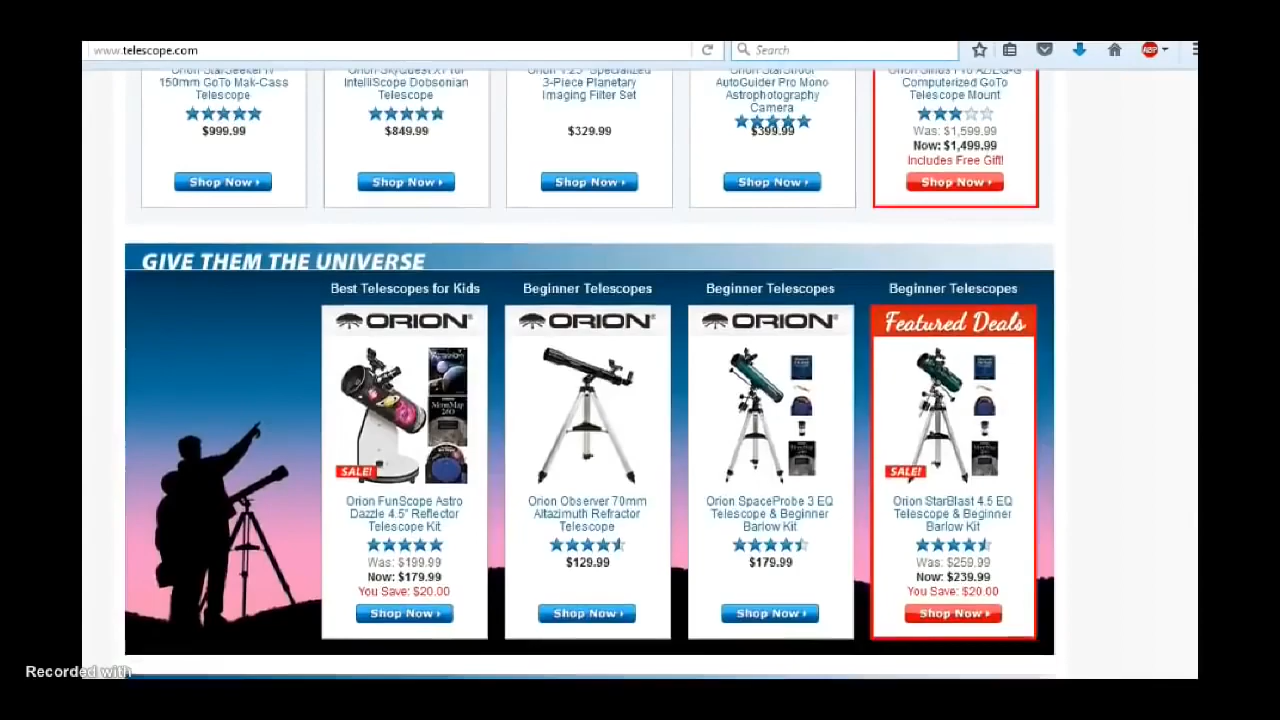 www.telescope.com
Search
ABP
Orion StarSeeker IV
150mm GoTo Mak-Cass
Telescope
$999.99
Shop Now
Orion SkyQuest XT8i
IntelliScope Dobsonian
Telescope
$849.99
Shop Now
Orion 1.25" Specialized
3-Piece Planetary
Imaging Filter Set
$329.99
Shop Now
Orion StarShoot
AutoGuider Pro Mono
Astrophotography
Camera
$399.99
Shop Now
Orion Sirius Pro AZ/EQ-G
Computerized GoTo
Telescope Mount
Was: $1,599.99
Now: $1,499.99
Includes Free Gift!
Shop Now
GIVE THEM THE UNIVERSE
Best Telescopes for Kids
ORION
SALE!
Orion FunScope Astro
Dazzle 4.5" Reflector
Telescope Kit
Was: $199.99
Now: $179.99
You Save: $20.00
Shop Now
Beginner Telescopes
ORION
Orion Observer 70mm
Altazimuth Refractor
Telescope
$129.99
Shop Now
Beginner Telescopes
ORION
Orion SpaceProbe 3 EQ
Telescope & Beginner
Barlow Kit
$179.99
Shop Now
Beginner Telescopes
Featured Deals
SALE!
Orion StarBlast 4.5 EQ
Telescope & Beginner
Barlow Kit
Was: $259.99
Now: $239.99
You Save: $20.00
Shop Now
Recorded with